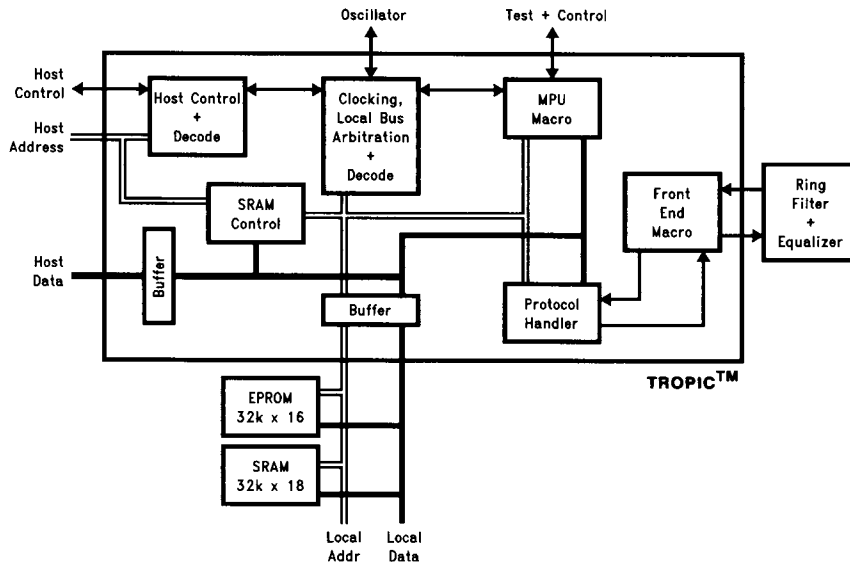 Oscillator
Test + Control
Host
Control
Host Control
+
Decode
Clocking,
Local Bus
Arbitration
+
Decode
MPU
Macro
Host
Address
SRAM
Control
Front
End
Macro
Ring
Filter
+
Equalizer
Host
Data
Buffer
Buffer
Protocol
Handler
TROPIC™
EPROM
32k x 16
SRAM
32k x 18
Local
Addr
Local
Data